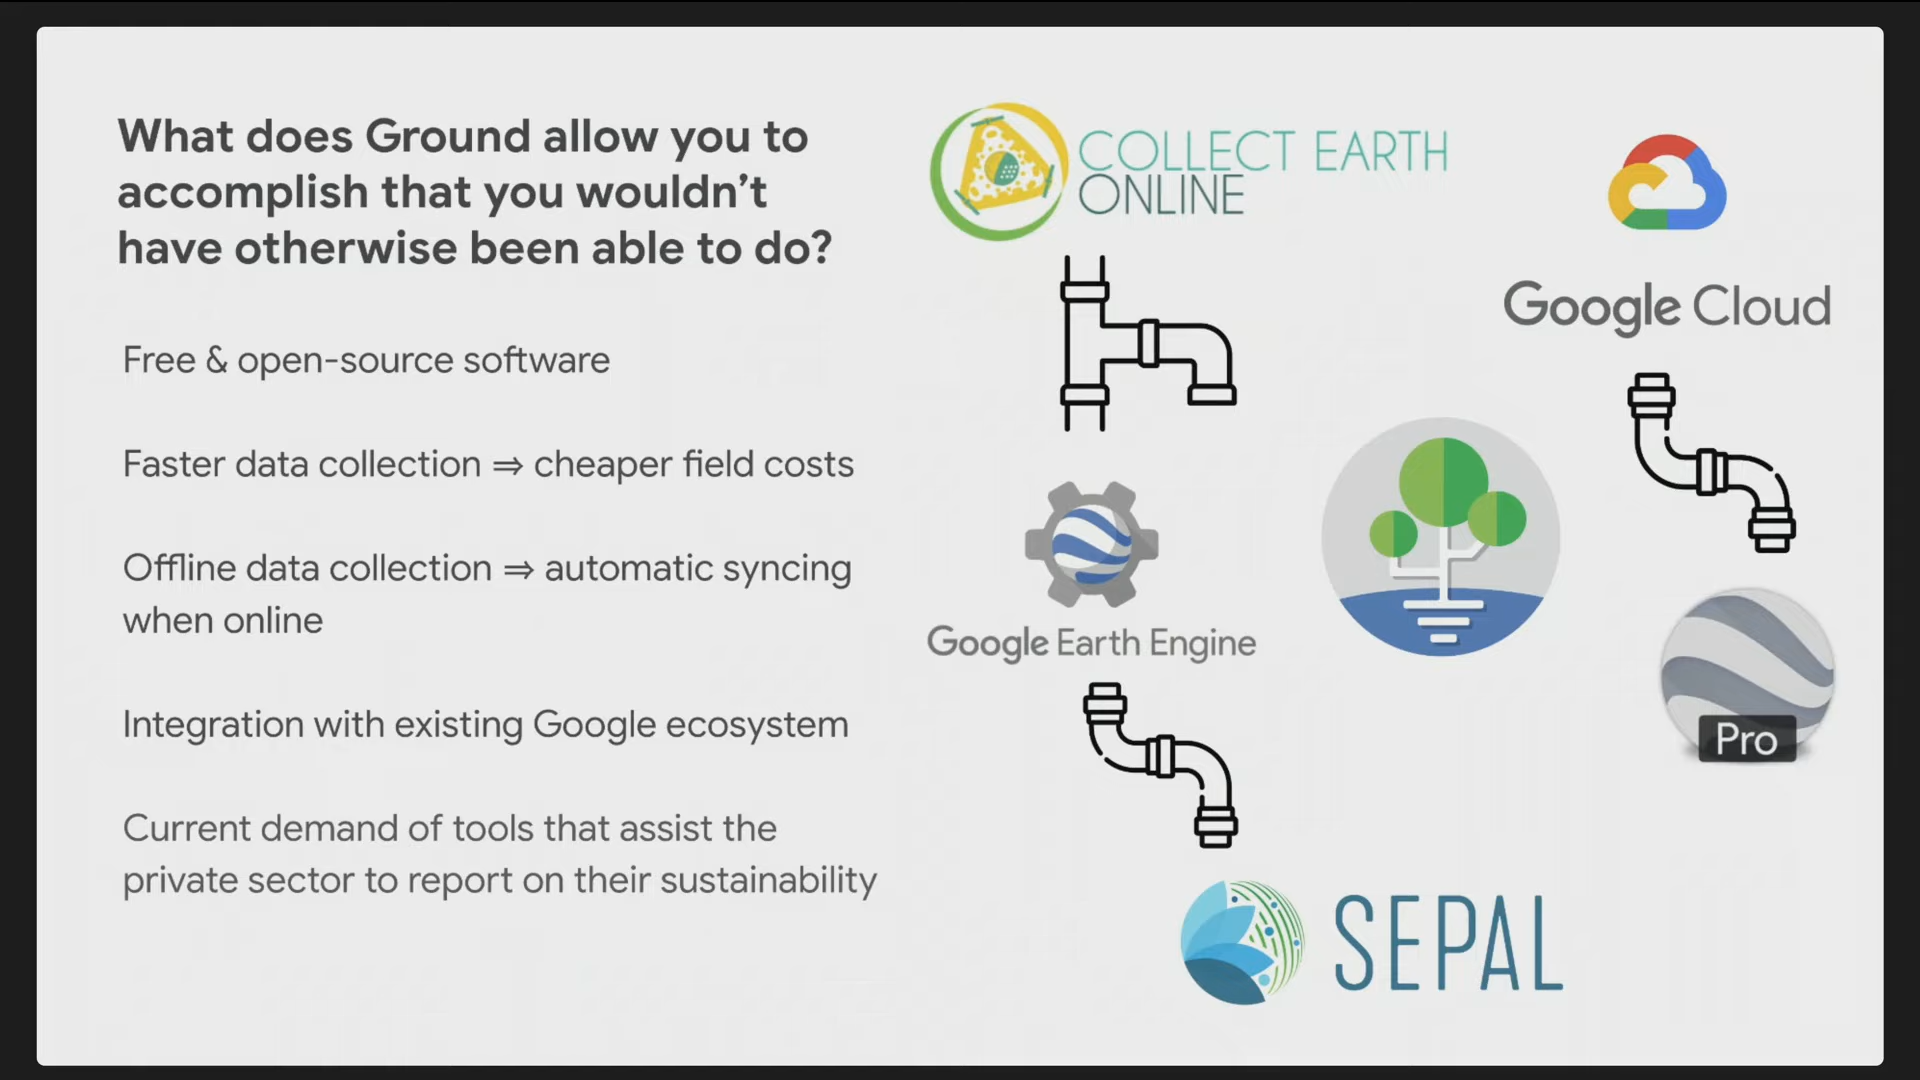 What does Ground allow you to
accomplish that you wouldn’t
have otherwise been able to do?
Free & open-source software
Faster data collection ⇒ cheaper field costs
Offline data collection ⇒ automatic syncing
when online
Integration with existing Google ecosystem
Current demand of tools that assist the
private sector to report on their sustainability
COLLECT EARTH
ONLINE
Google Cloud
Google Earth Engine
Pro
SEPAL